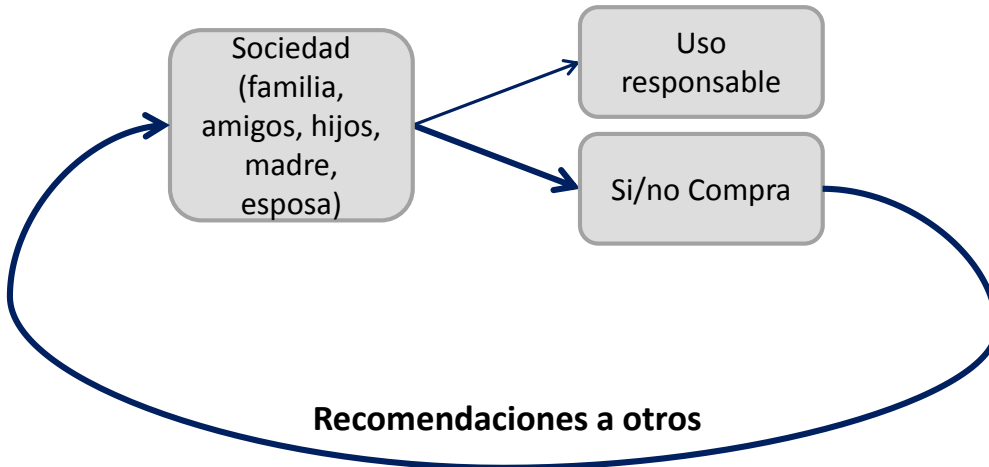 Sociedad
(familia,
amigos, hijos,
madre,
esposa)
Uso
responsable
Si/no Compra
Recomendaciones a otros